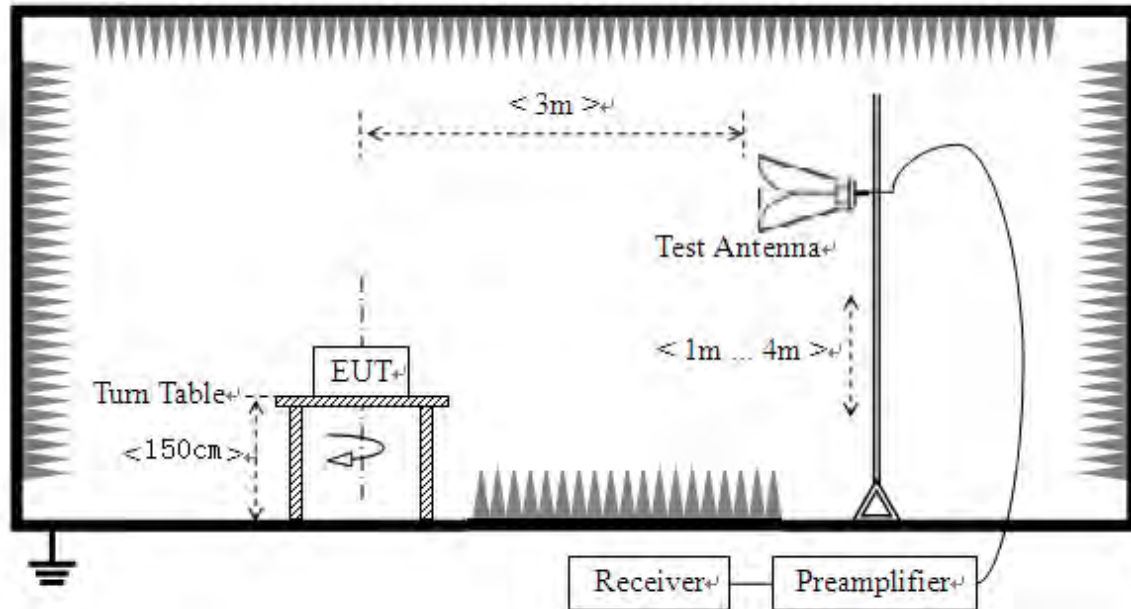 < 3m >↵
Test Antenna↵
< 1m ... 4m >↵
EUT↵
Turn Table↵
<150cm>↵
Receiver↵
Preamplifier↵